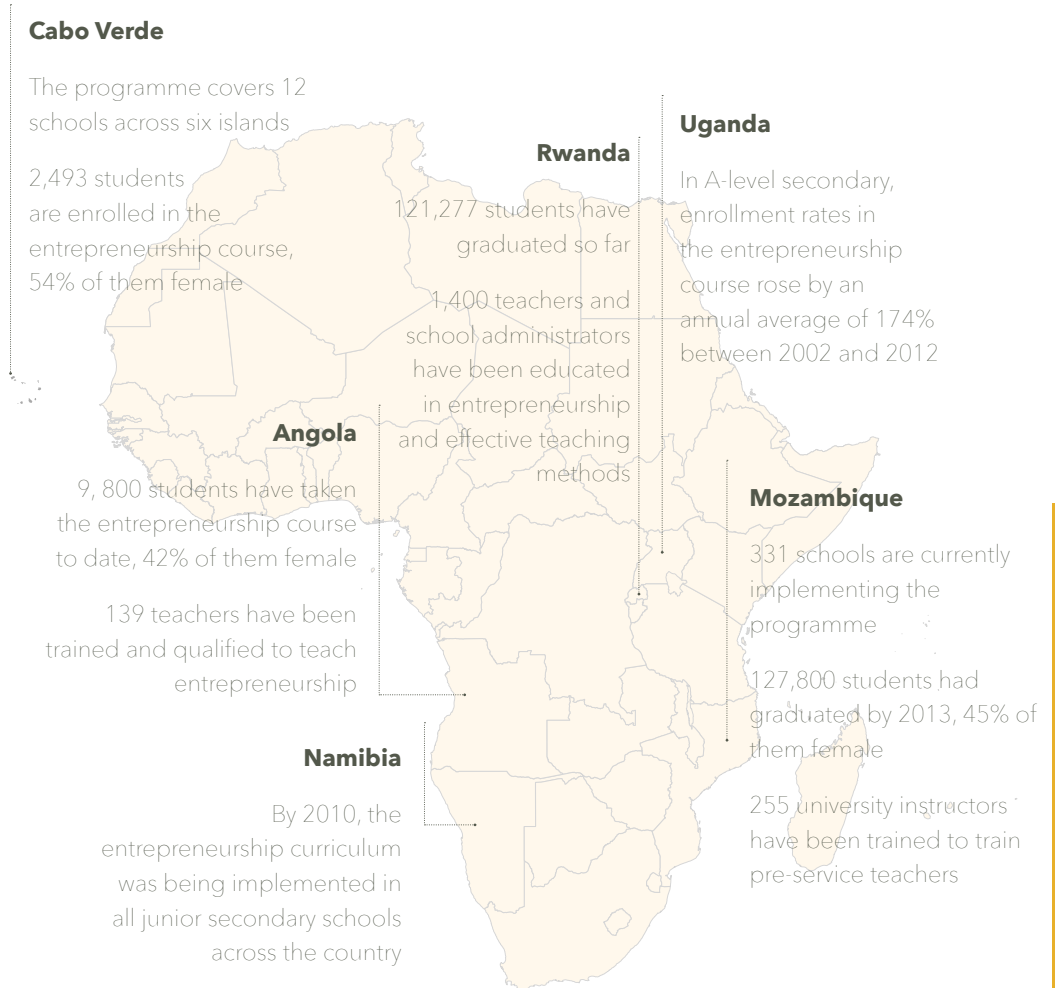 Cabo Verde
The programme covers 12
schools across six islands
2,493 students
are enrolled in the
entrepreneurship course,
54% of them female
Rwanda
121,277 students have
graduated so far
1,400 teachers and
school administrators
have been educated
in entrepreneurship
and effective teaching
methods
Uganda
In A-level secondary,
enrollment rates in
the entrepreneurship
course rose by an
annual average of 174%
between 2002 and 2012
Angola
9, 800 students have taken
the entrepreneurship course
to date, 42% of them female
139 teachers have been
trained and qualified to teach
entrepreneurship
Mozambique
331 schools are currently
implementing the
programme
127,800 students had
graduated by 2013, 45% of
them female
255 university instructors
have been trained to train
pre-service teachers
Namibia
By 2010, the
entrepreneurship curriculum
was being implemented in
all junior secondary schools
across the country